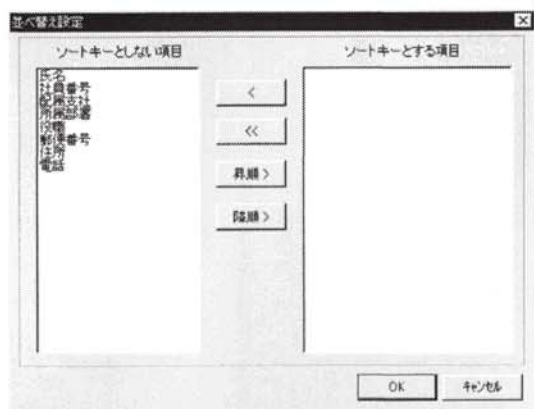 並べ替え設定
ソートキーとしない項目
ソートキーとする項目
氏名
社員番号
配属支社
所属部署
役職
郵便番号
住所
電話
<
<<
昇順 >
降順 >
OK
キャンセル